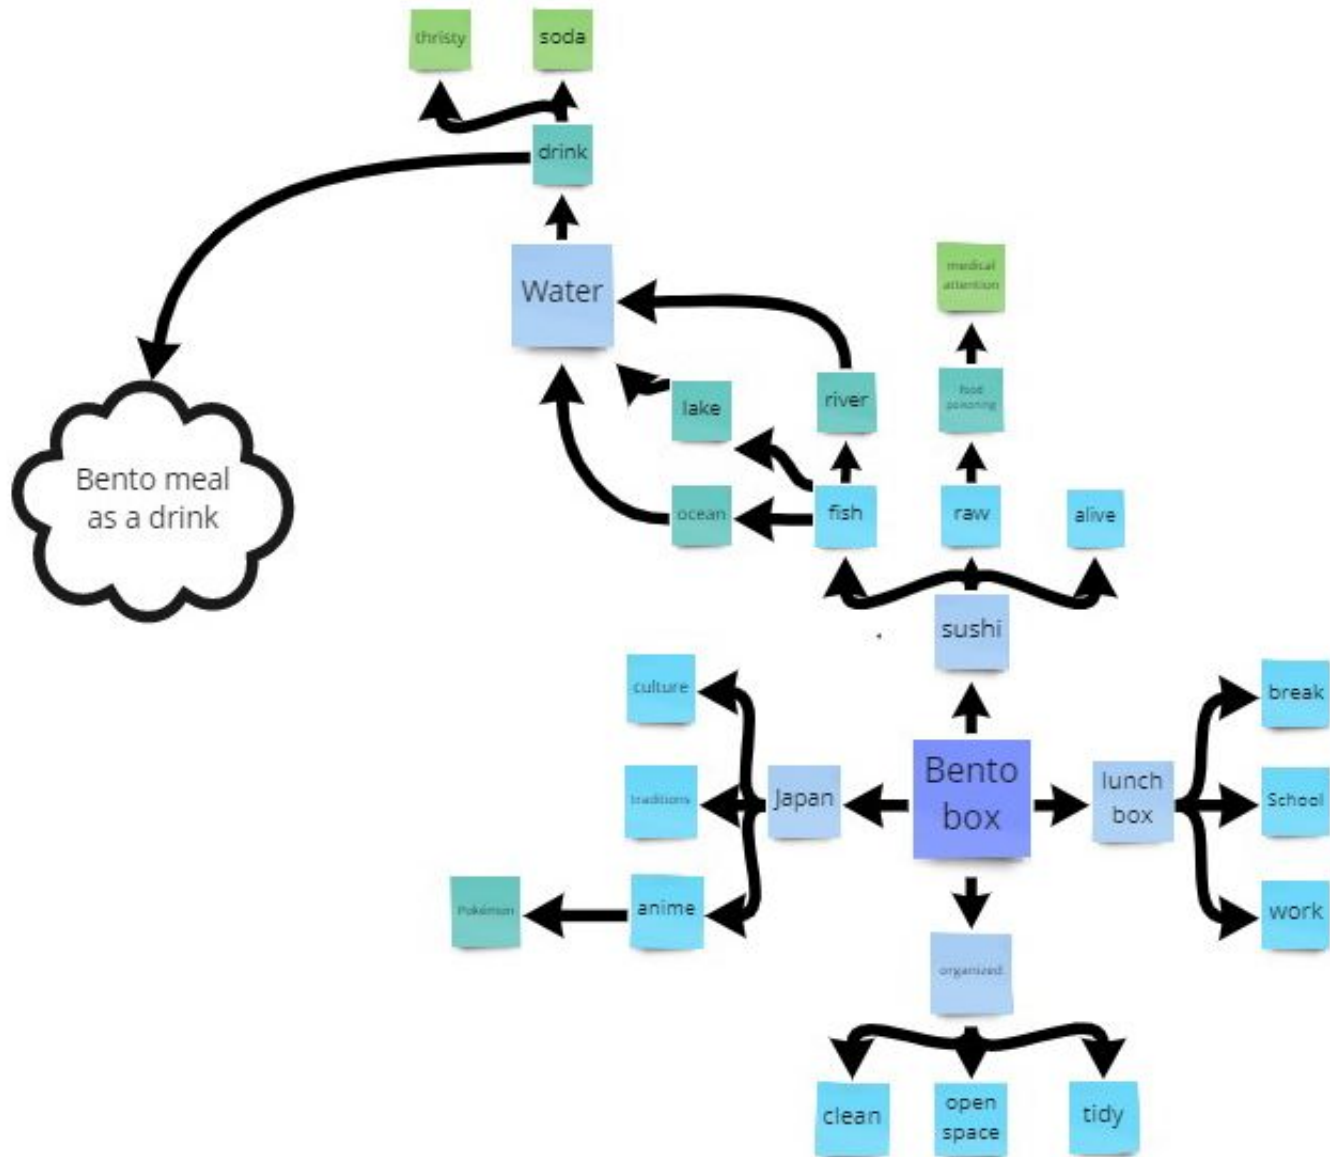 thristy
soda
drink
Water
medical
attention
lake
river
food
poisoning
Bento meal
as a drink
ocean
fish
raw
alive
sushi
culture
break
Bento
box
lunch
box
Japan
traditions
School
Pokémon
anime
work
organized
clean
open
space
tidy